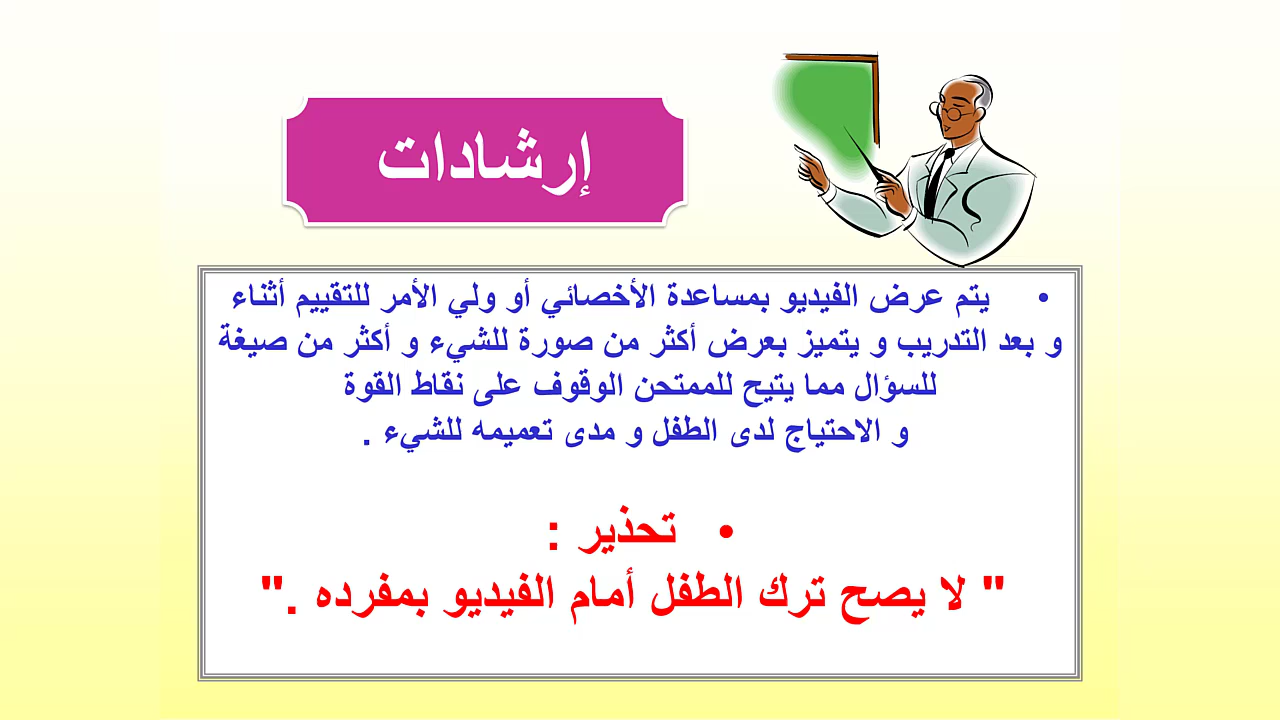 إرشادات
• يتم عرض الفيديو بمساعدة الأخصائي أو ولي الأمر للتقييم أثناء
و بعد التدريب و يتميز بعرض أكثر من صورة للشيء و أكثر من صيغة
للسؤال مما يتيح للممتحن الوقوف على نقاط القوة
و الاحتياج لدى الطفل و مدى تعميمه للشيء .
• تحذير :
" لا يصح ترك الطفل أمام الفيديو بمفرده ."